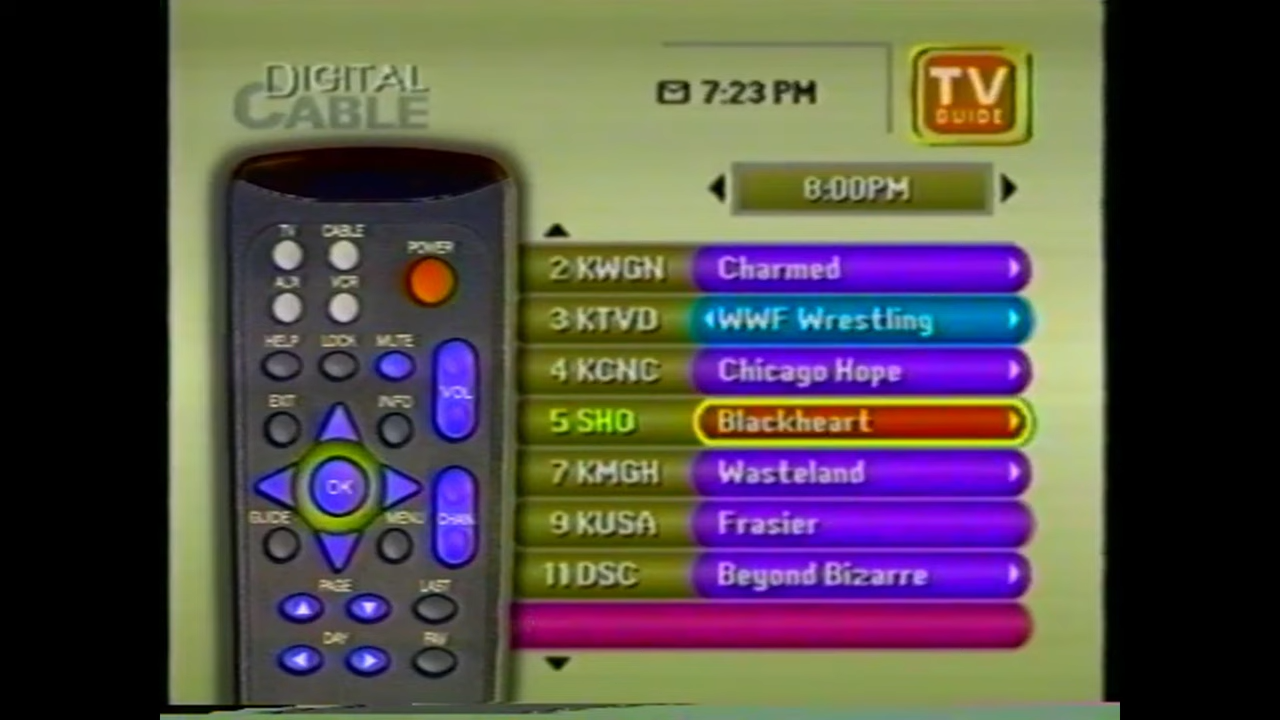 DIGITAL
CABLE
7:23 PM
TV
GUIDE
8:00PM
TV CABLE
POWER
AUX VCR
HELP LOCK MUTE
VOL
EXIT INFO
OK
GUIDE MENU CHAN
PAGE LAST
DAY FAV
2 KWGN Charmed
3 KTVD WWF Wrestling
4 KCNC Chicago Hope
5 SHO Blackheart
7 KMGH Wasteland
9 KUSA Frasier
11 DSC Beyond Bizarre